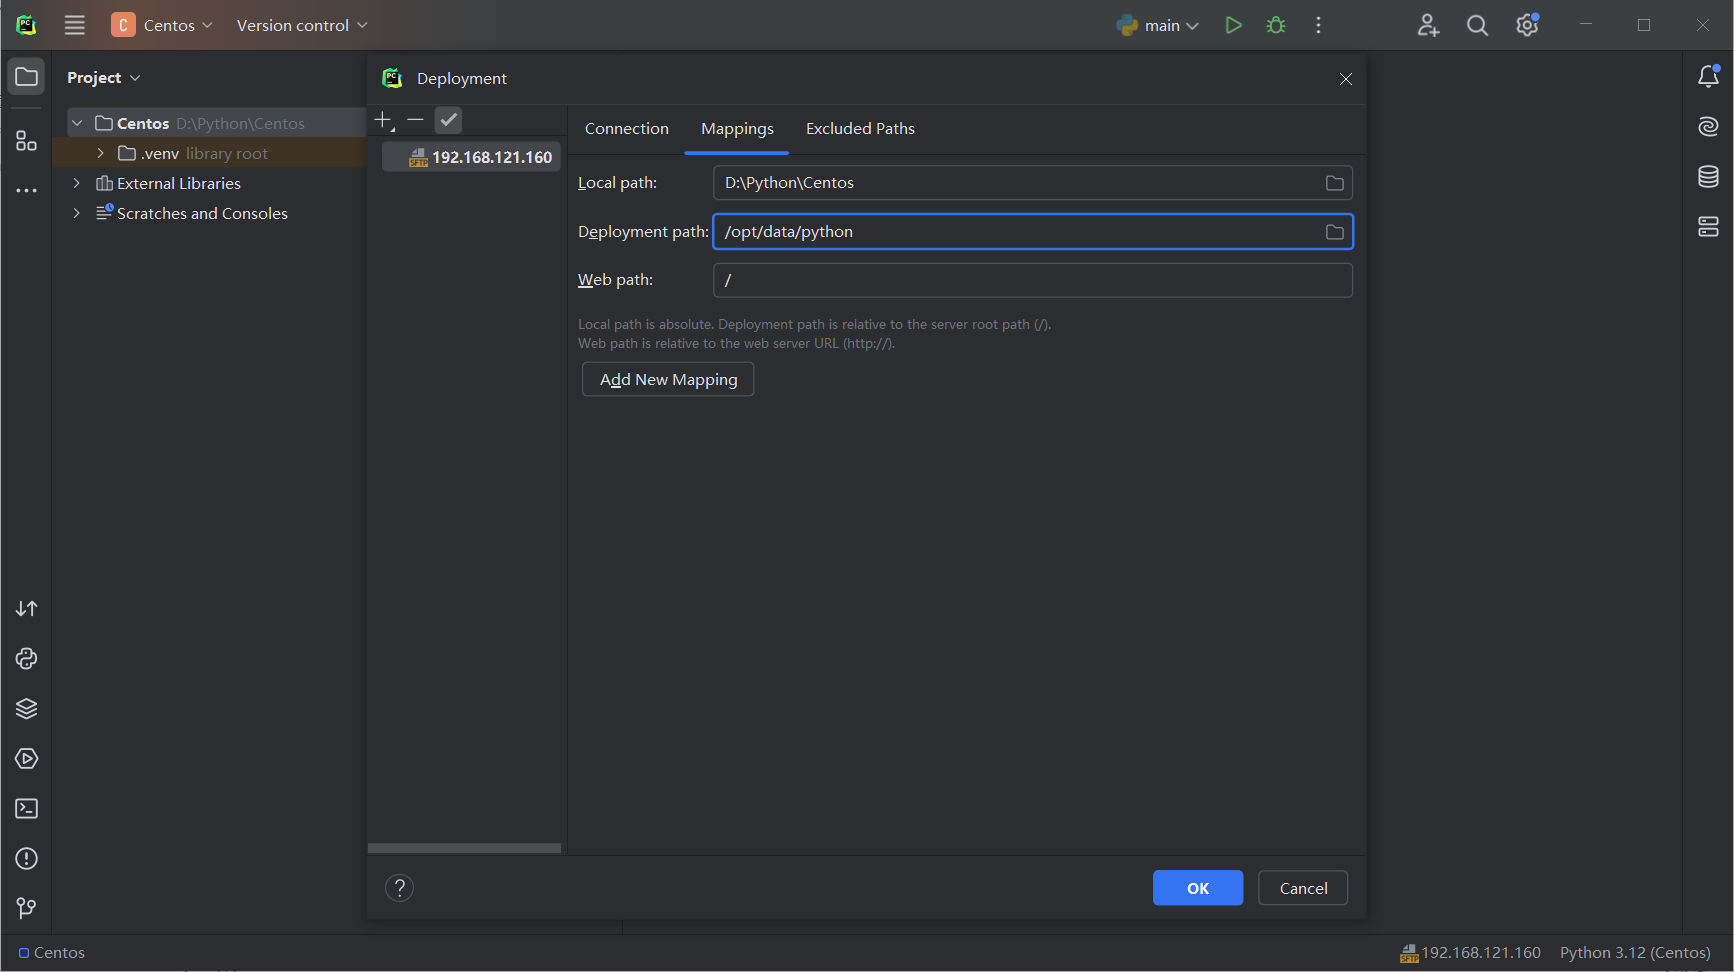 C Centos Version control main
Project
Centos D:\Python\Centos
.venv library root
External Libraries
Scratches and Consoles
Deployment
SFTP 192.168.121.160
Connection Mappings Excluded Paths
Local path: D:\Python\Centos
Deployment path: /opt/data/python
Web path: /
Local path is absolute. Deployment path is relative to the server root path (/).
Web path is relative to the web server URL (http://).
Add New Mapping
? OK Cancel
Centos SFTP 192.168.121.160 Python 3.12 (Centos)